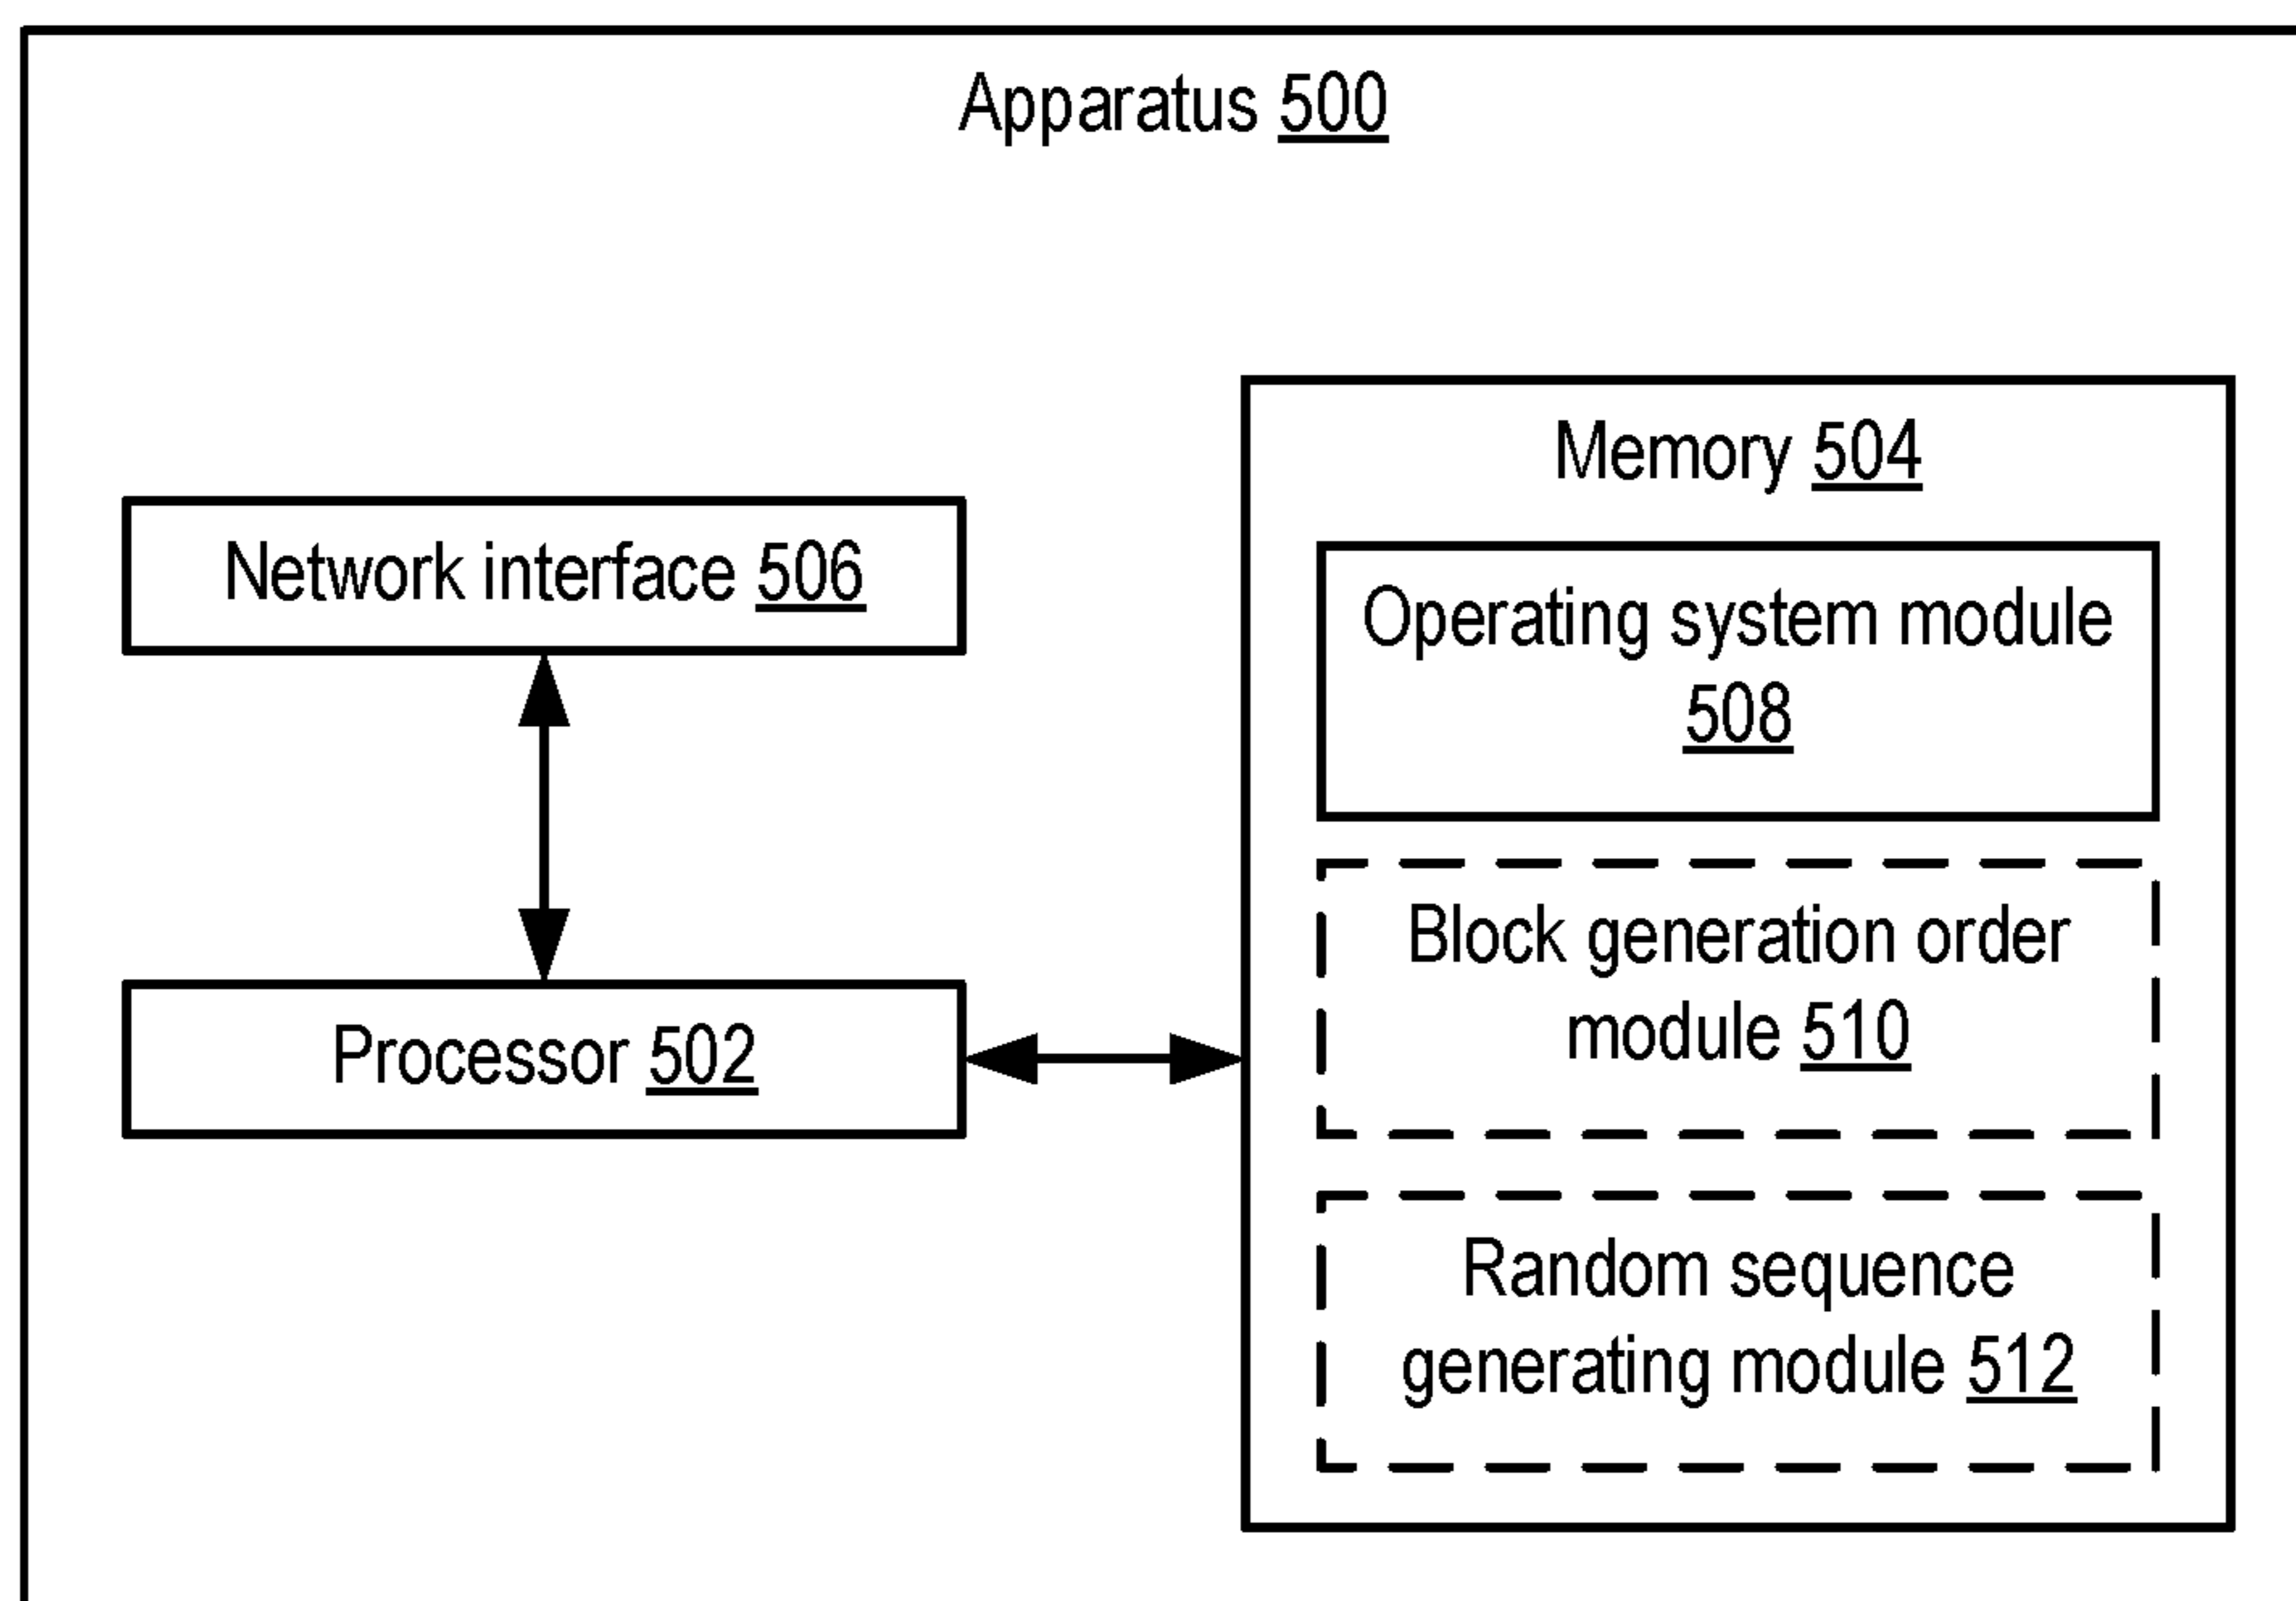 Apparatus 500
Memory 504
Network interface 506
Operating system module
508
Block generation order
module 510
Processor 502
Random sequence
generating module 512